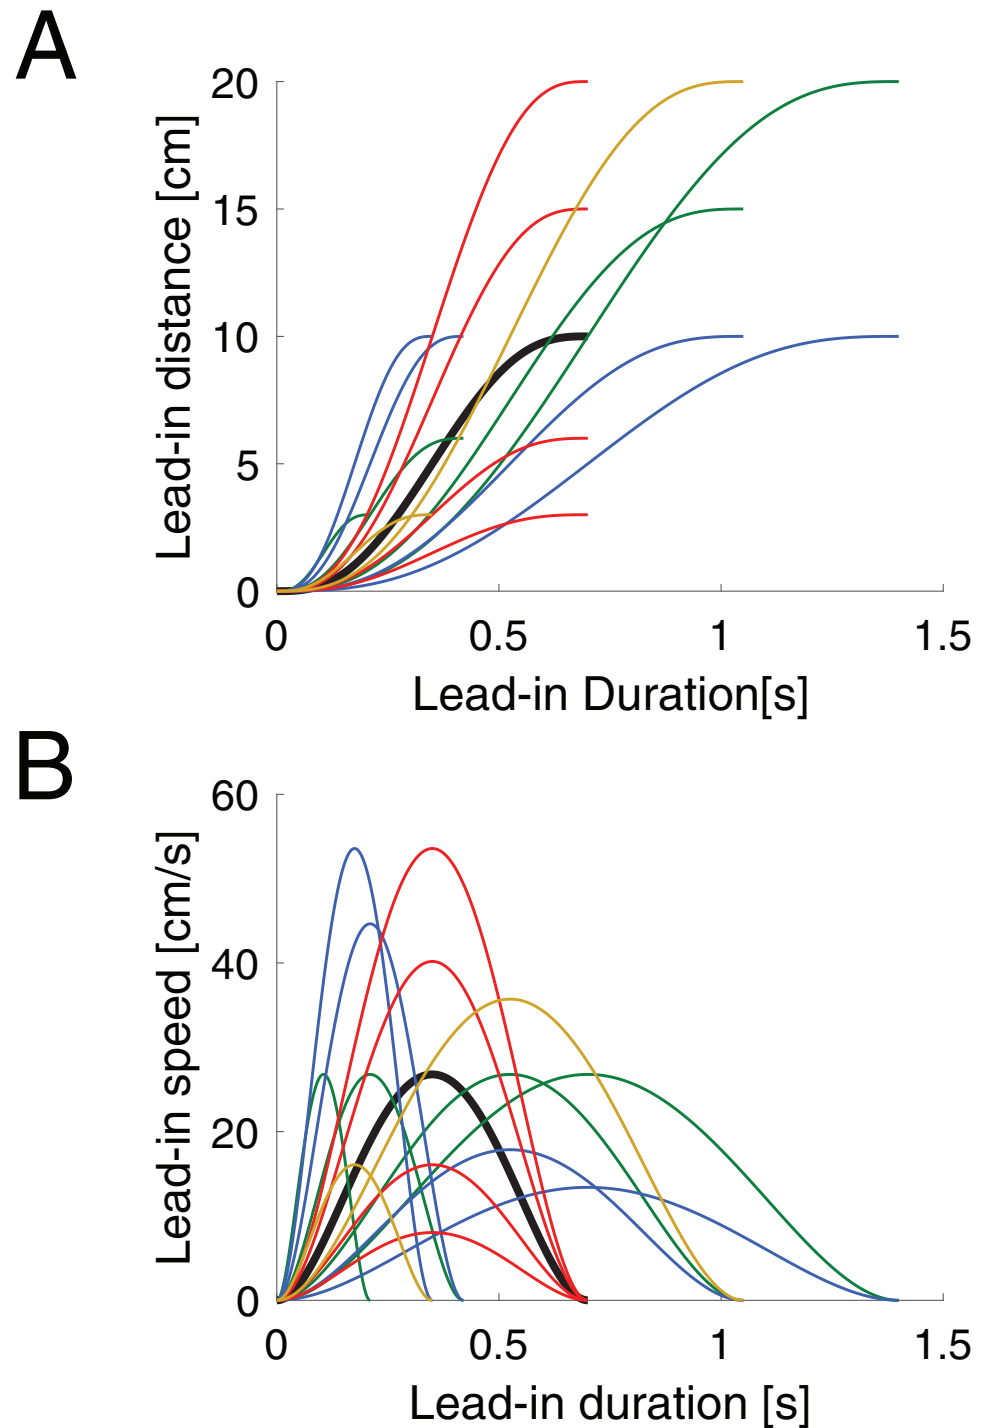 A
Lead-in distance [cm]
20
15
10
5
0
0 0.5 1 1.5
Lead-in Duration[s]
B
Lead-in speed [cm/s]
60
40
20
0
0 0.5 1 1.5
Lead-in duration [s]